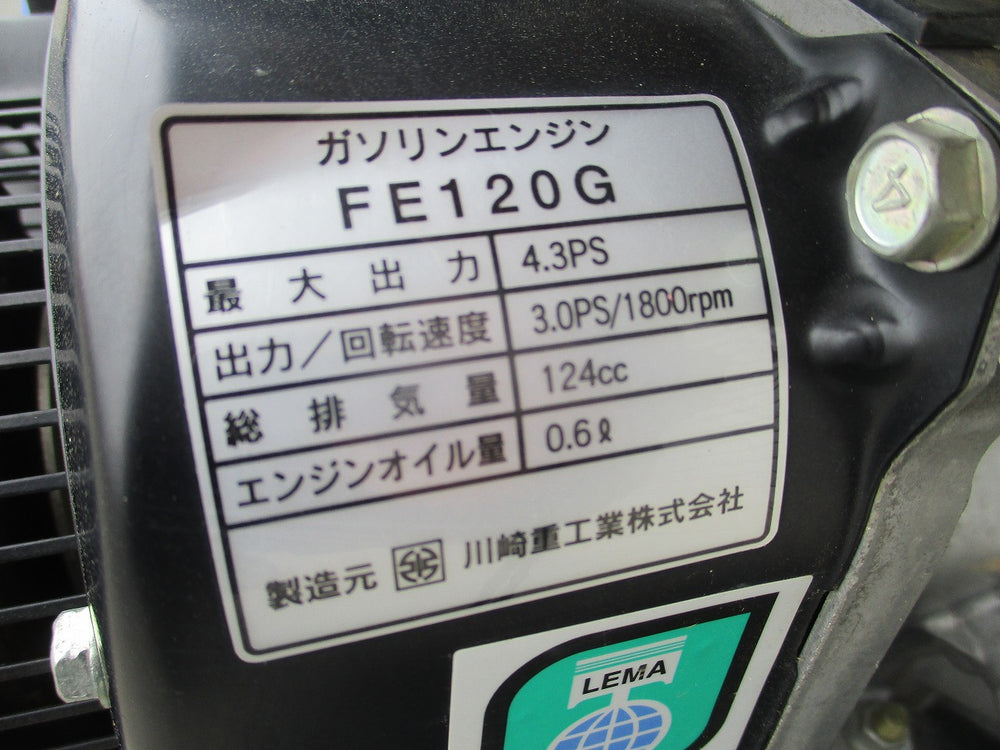 ガソリンエンジン
FE120G
最大出力 4.3PS
出力/回転速度 3.0PS/1800rpm
総排気量 124cc
エンジンオイル量 0.6ℓ
製造元 川崎重工業株式会社
LEMA
4